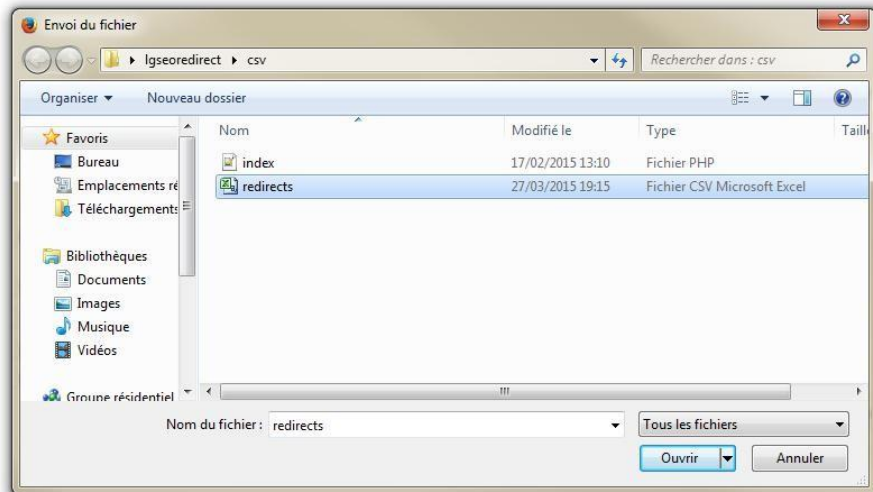 Envoi du fichier
lgseoredirect csv
Rechercher dans : csv
Organiser
Nouveau dossier
Favoris
Bureau
Emplacements ré
Téléchargements
Bibliothèques
Documents
Images
Musique
Vidéos
Groupe résidentiel
Nom Modifié le Type Taille
index 17/02/2015 13:10 Fichier PHP
redirects 27/03/2015 19:15 Fichier CSV Microsoft Excel
Nom du fichier : redirects
Tous les fichiers
Ouvrir
Annuler